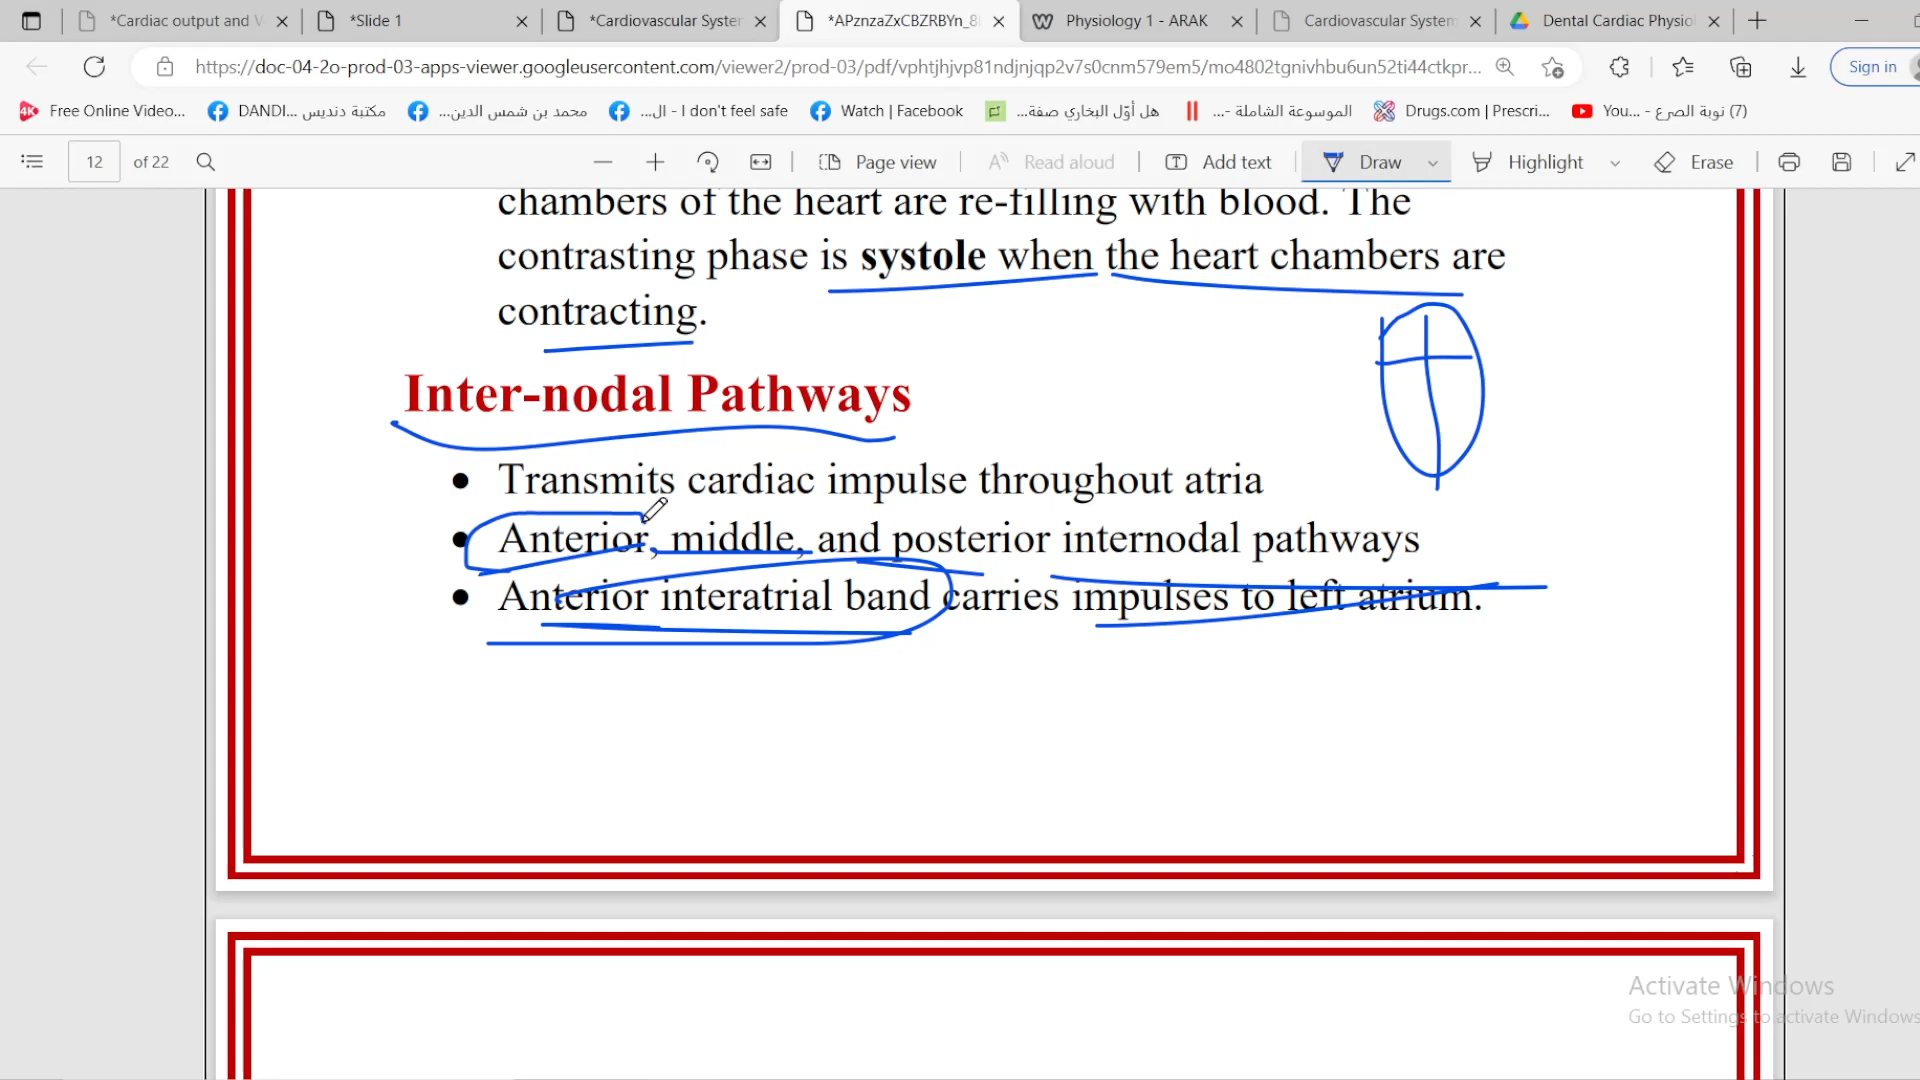 *Cardiac output and V
*Slide 1
*Cardiovascular System
*APznzaZxCBZRBYn_8
Physiology 1 - ARAK
Cardiovascular System
Dental Cardiac Physio
https://doc-04-2o-prod-03-apps-viewer.googleusercontent.com/viewer2/prod-03/pdf/vphtjhjvp81ndjnjqp2v7s0cnm579em5/mo4802tgnivhbu6un52ti44ctkpr...
Sign in
4K Free Online Video...
DANDI... مكتبة دنديس
محمد بن شمس الدين...
ال... - I don't feel safe
Watch | Facebook
هل أوّل البخاري صفة...
الموسوعة الشاملة -...
Drugs.com | Prescri...
(7) نوبة الصرع - ...You
12 of 22
Page view
Read aloud
Add text
Draw
Highlight
Erase
chambers of the heart are re-filling with blood. The
contrasting phase is systole when the heart chambers are
contracting.
Inter-nodal Pathways
● Transmits cardiac impulse throughout atria
● Anterior, middle, and posterior internodal pathways
● Anterior interatrial band carries impulses to left atrium.
Activate Windows
Go to Settings to activate Windows